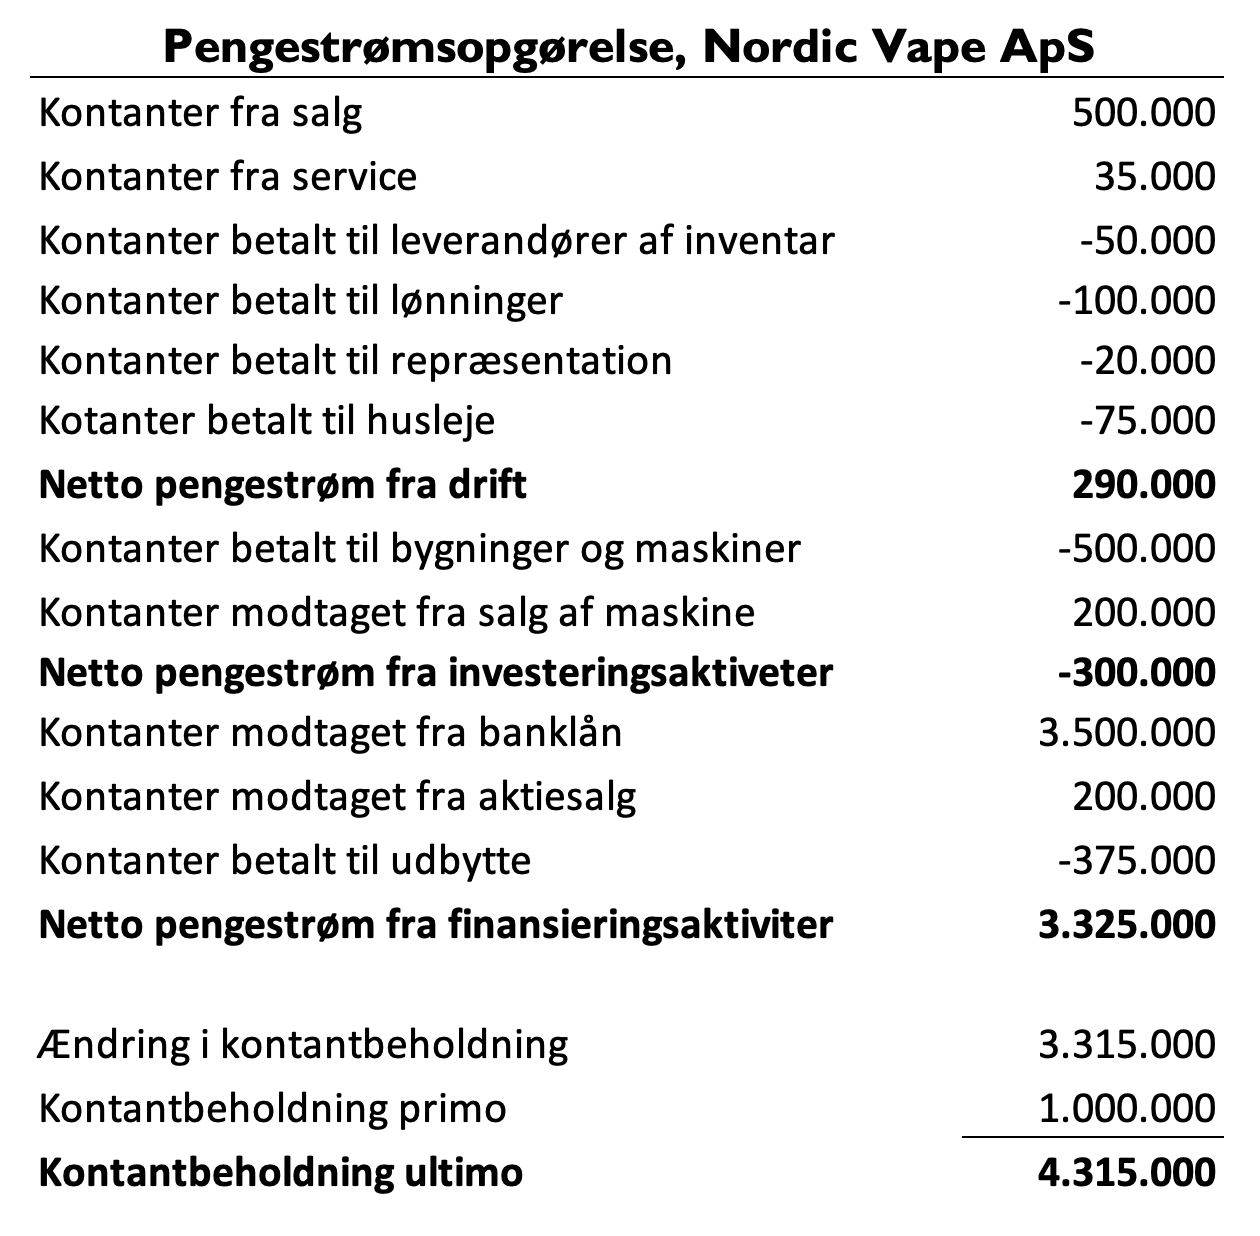 Pengestrømsopgørelse, Nordic Vape ApS
Kontanter fra salg 500.000
Kontanter fra service 35.000
Kontanter betalt til leverandører af inventar -50.000
Kontanter betalt til lønninger -100.000
Kontanter betalt til repræsentation -20.000
Kotanter betalt til husleje -75.000
Netto pengestrøm fra drift 290.000
Kontanter betalt til bygninger og maskiner -500.000
Kontanter modtaget fra salg af maskine 200.000
Netto pengestrøm fra investeringsaktiveter -300.000
Kontanter modtaget fra banklån 3.500.000
Kontanter modtaget fra aktiesalg 200.000
Kontanter betalt til udbytte -375.000
Netto pengestrøm fra finansieringsaktiviter 3.325.000
Ændring i kontantbeholdning 3.315.000
Kontantbeholdning primo 1.000.000
Kontantbeholdning ultimo 4.315.000